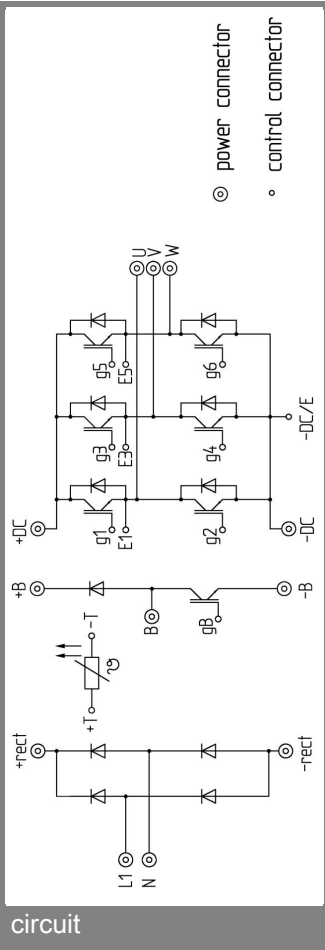 +rect
-rect
L1
N
+T
-T
ϑ
+B
-B
B
gB
+DC
-DC
-DC/E
g1
E1
g2
g3
E3
g4
g5
E5
g6
U
V
W
power connector
control connector
circuit